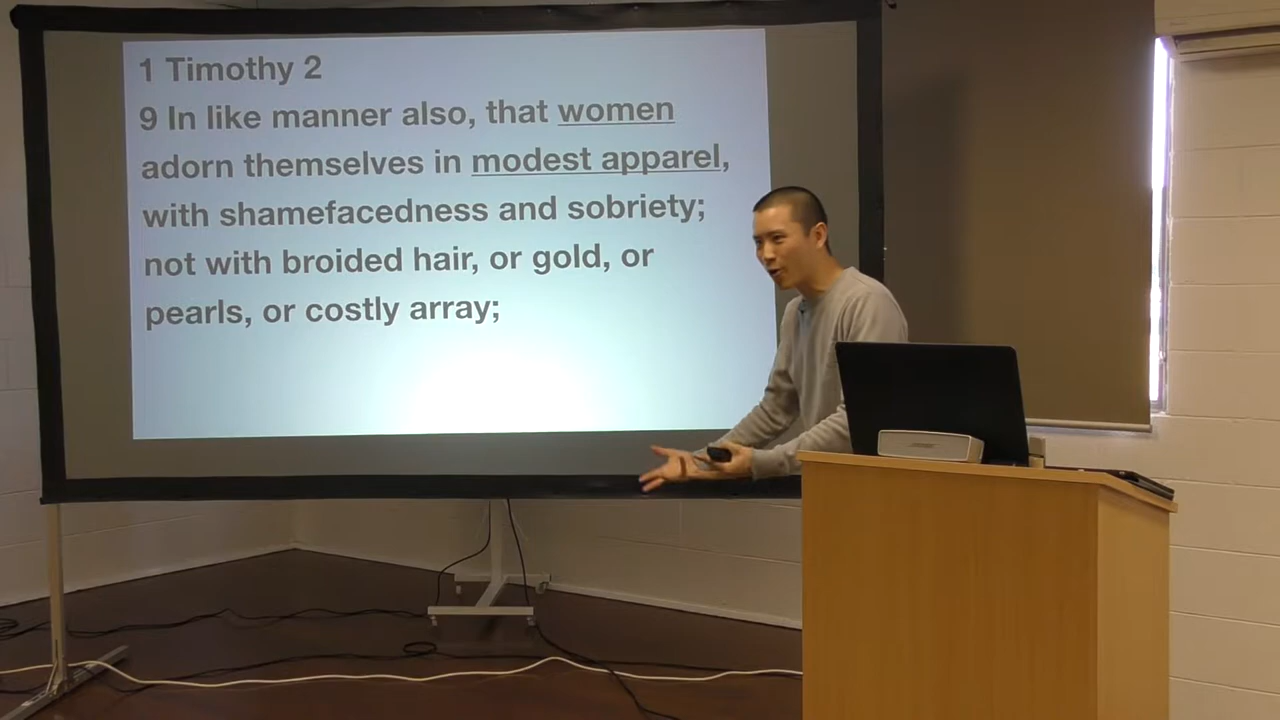 1 Timothy 2
9 In like manner also, that women
adorn themselves in modest apparel,
with shamefacedness and sobriety;
not with broided hair, or gold, or
pearls, or costly array;